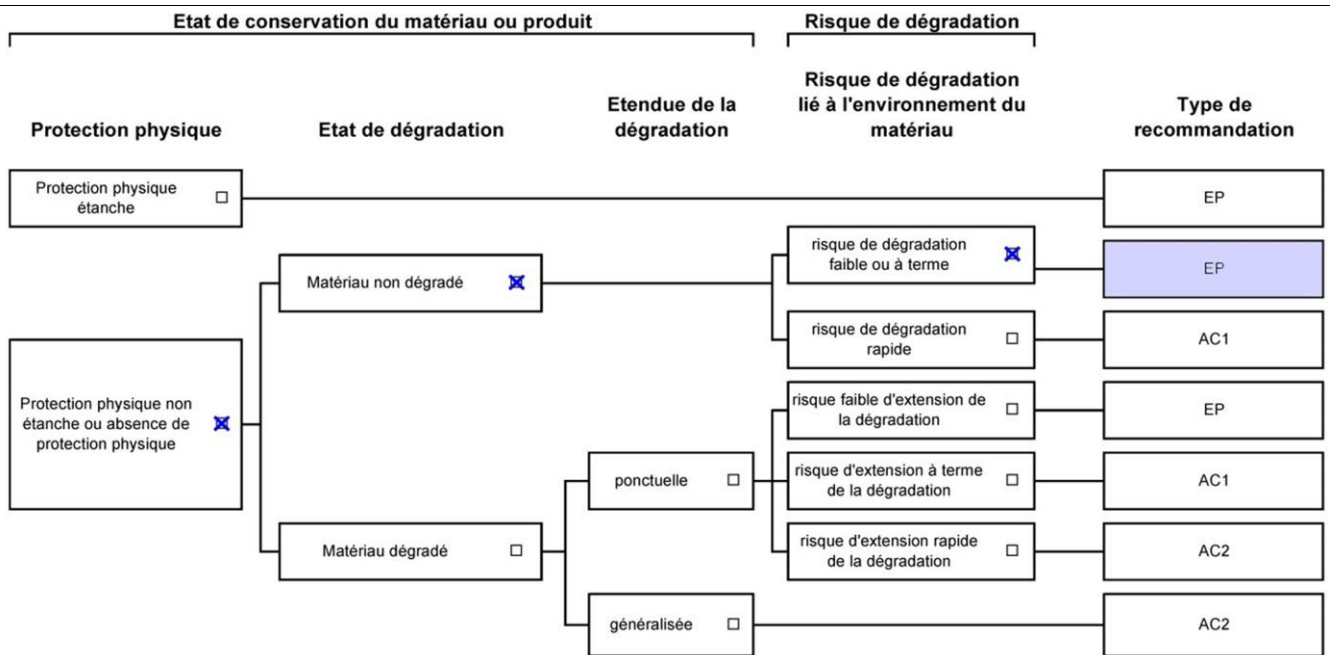 Etat de conservation du matériau ou produit
Risque de dégradation
Protection physique
Etat de dégradation
Etendue de la
dégradation
Risque de dégradation
lié à l'environnement du
matériau
Type de
recommandation
Protection physique
étanche
EP
risque de dégradation
faible ou à terme
EP
Matériau non dégradé
risque de dégradation
rapide
AC1
Protection physique non
étanche ou absence de
protection physique
risque faible d'extension de
la dégradation
EP
ponctuelle
risque d'extension à terme
de la dégradation
AC1
Matériau dégradé
risque d'extension rapide
de la dégradation
AC2
généralisée
AC2